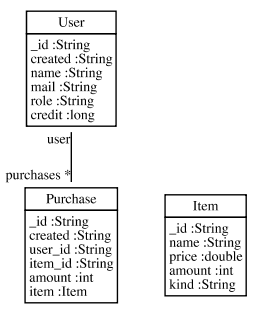 User
_id :String
created :String
name :String
mail :String
role :String
credit :long
user
purchases *
Purchase
_id :String
created :String
user_id :String
item_id :String
amount :int
item :Item
Item
_id :String
name :String
price :double
amount :int
kind :String